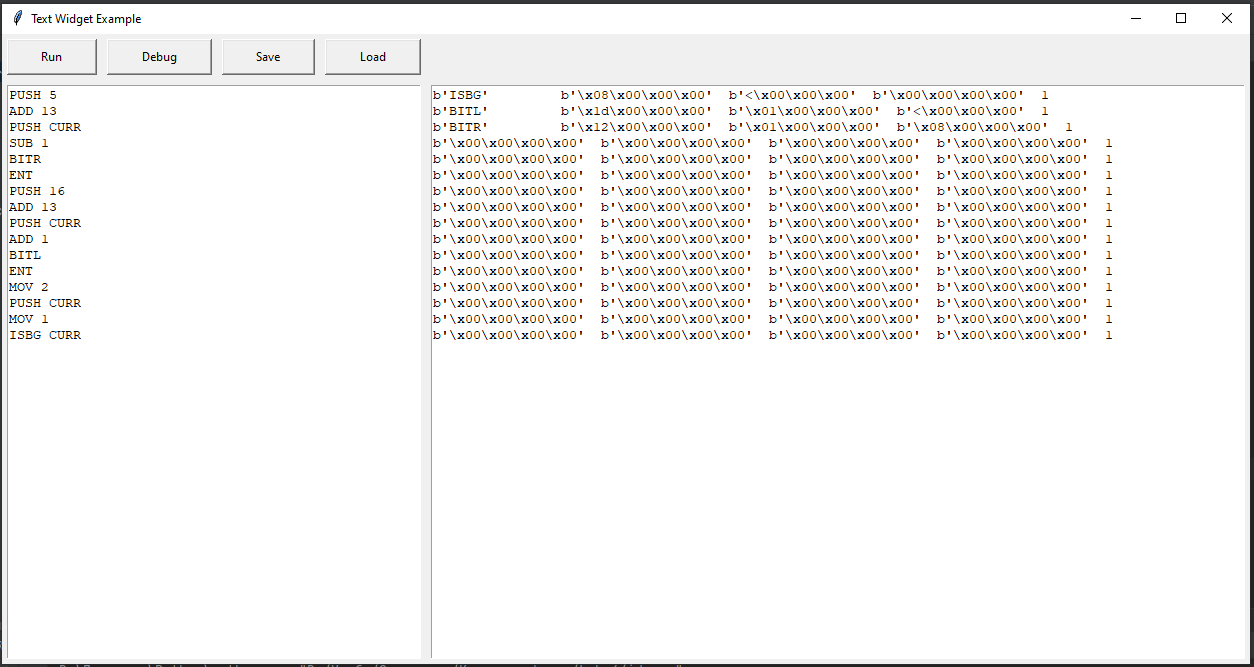 Text Widget Example
Run Debug Save Load
PUSH 5
ADD 13
PUSH CURR
SUB 1
BITR
ENT
PUSH 16
ADD 13
PUSH CURR
ADD 1
BITL
ENT
MOV 2
PUSH CURR
MOV 1
ISBG CURR
b'ISBG' b'\x08\x00\x00\x00' b'<\x00\x00\x00' b'\x00\x00\x00\x00' 1
b'BITL' b'\x1d\x00\x00\x00' b'\x01\x00\x00\x00' b'<\x00\x00\x00' 1
b'BITR' b'\x12\x00\x00\x00' b'\x01\x00\x00\x00' b'\x08\x00\x00\x00' 1
b'\x00\x00\x00\x00' b'\x00\x00\x00\x00' b'\x00\x00\x00\x00' b'\x00\x00\x00\x00' 1
b'\x00\x00\x00\x00' b'\x00\x00\x00\x00' b'\x00\x00\x00\x00' b'\x00\x00\x00\x00' 1
b'\x00\x00\x00\x00' b'\x00\x00\x00\x00' b'\x00\x00\x00\x00' b'\x00\x00\x00\x00' 1
b'\x00\x00\x00\x00' b'\x00\x00\x00\x00' b'\x00\x00\x00\x00' b'\x00\x00\x00\x00' 1
b'\x00\x00\x00\x00' b'\x00\x00\x00\x00' b'\x00\x00\x00\x00' b'\x00\x00\x00\x00' 1
b'\x00\x00\x00\x00' b'\x00\x00\x00\x00' b'\x00\x00\x00\x00' b'\x00\x00\x00\x00' 1
b'\x00\x00\x00\x00' b'\x00\x00\x00\x00' b'\x00\x00\x00\x00' b'\x00\x00\x00\x00' 1
b'\x00\x00\x00\x00' b'\x00\x00\x00\x00' b'\x00\x00\x00\x00' b'\x00\x00\x00\x00' 1
b'\x00\x00\x00\x00' b'\x00\x00\x00\x00' b'\x00\x00\x00\x00' b'\x00\x00\x00\x00' 1
b'\x00\x00\x00\x00' b'\x00\x00\x00\x00' b'\x00\x00\x00\x00' b'\x00\x00\x00\x00' 1
b'\x00\x00\x00\x00' b'\x00\x00\x00\x00' b'\x00\x00\x00\x00' b'\x00\x00\x00\x00' 1
b'\x00\x00\x00\x00' b'\x00\x00\x00\x00' b'\x00\x00\x00\x00' b'\x00\x00\x00\x00' 1
b'\x00\x00\x00\x00' b'\x00\x00\x00\x00' b'\x00\x00\x00\x00' b'\x00\x00\x00\x00' 1